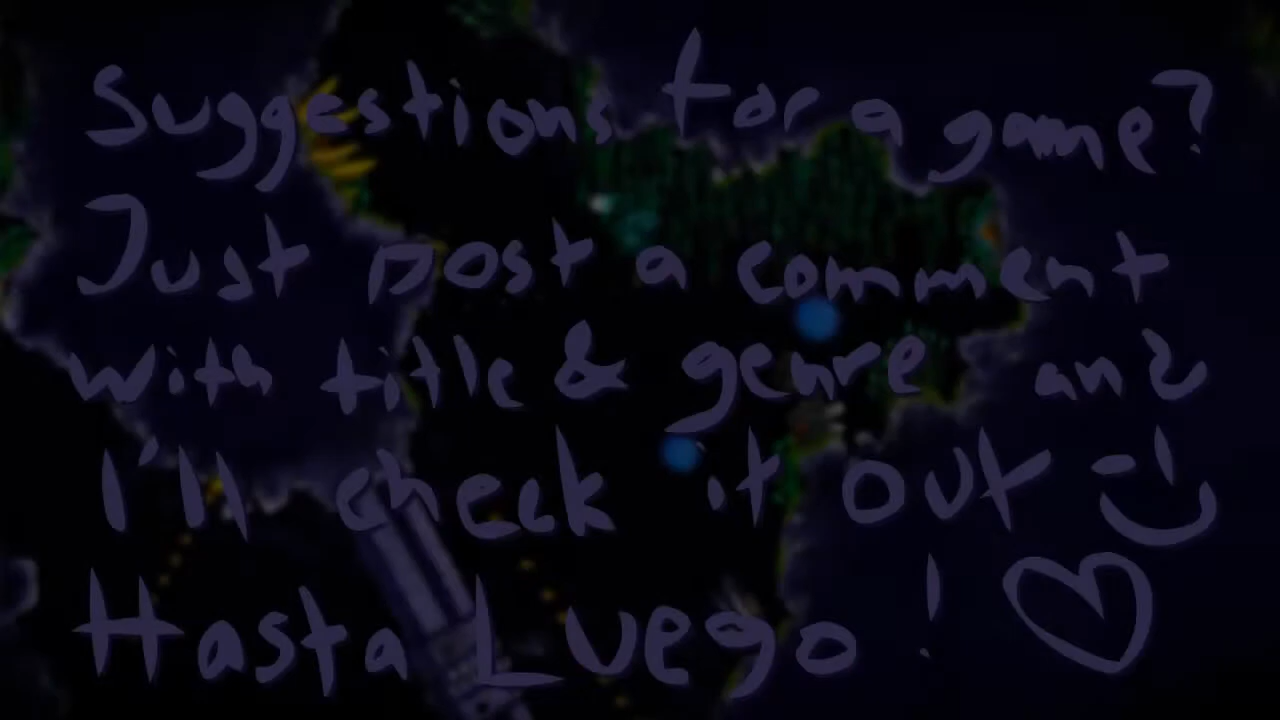 Suggestions for a game?
Just post a comment
with title & genre and
I'll check it out
Hasta Luego!